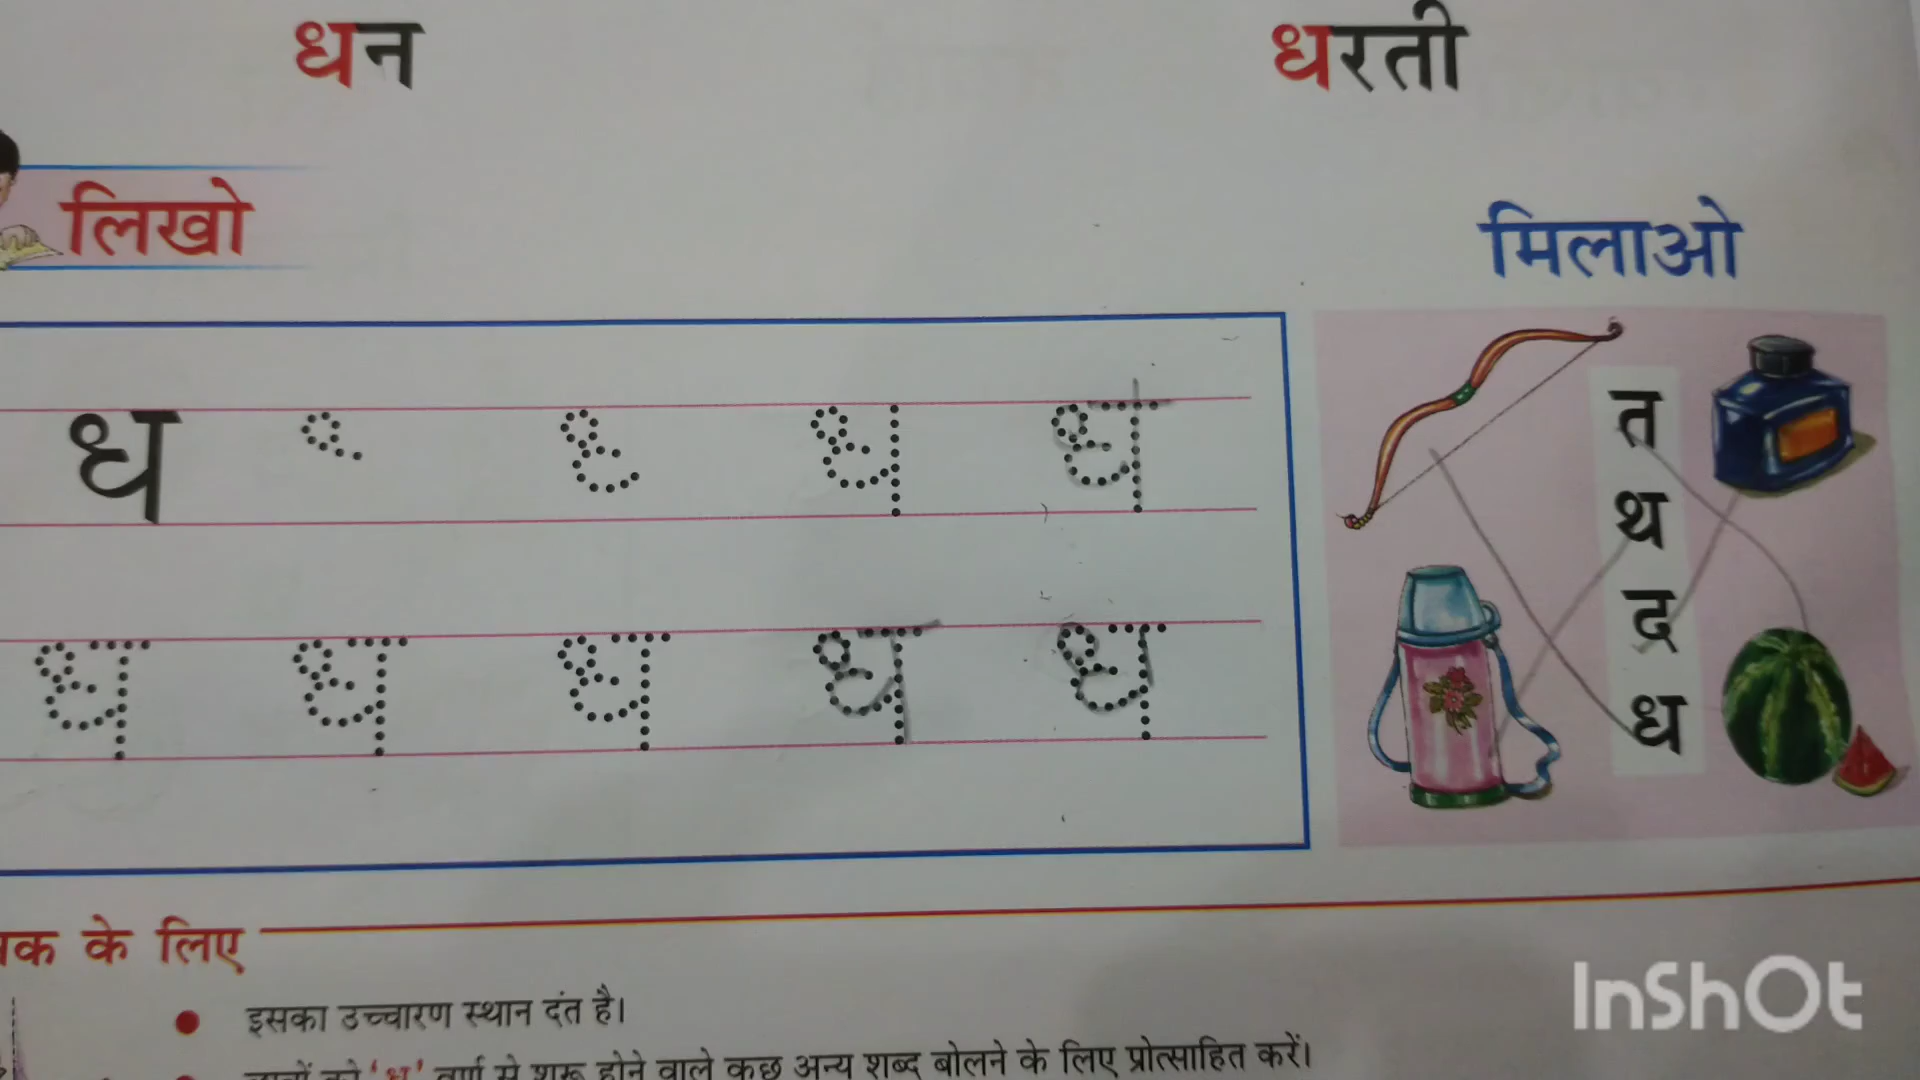 धन धरती
लिखो
मिलाओ
ध
ध ध
ध ध ध ध ध
त
थ
द
ध
के लिए
इसका उच्चारण स्थान दंत है।
'ध' वर्ण से शुरू होने वाले कुछ अन्य शब्द बोलने के लिए प्रोत्साहित करें।
InShOt